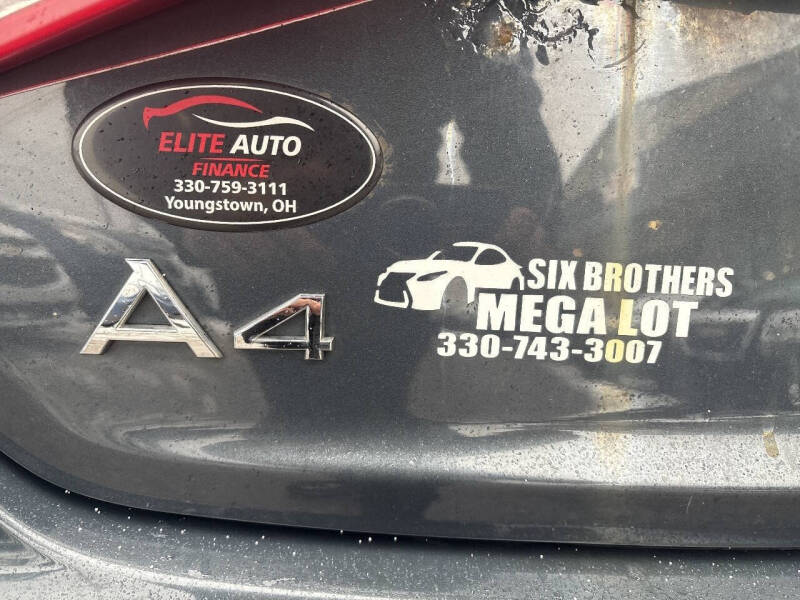 ELITE AUTO
FINANCE
330-759-3111
Youngstown, OH
A4
SIX BROTHERS
MEGA LOT
330-743-3007